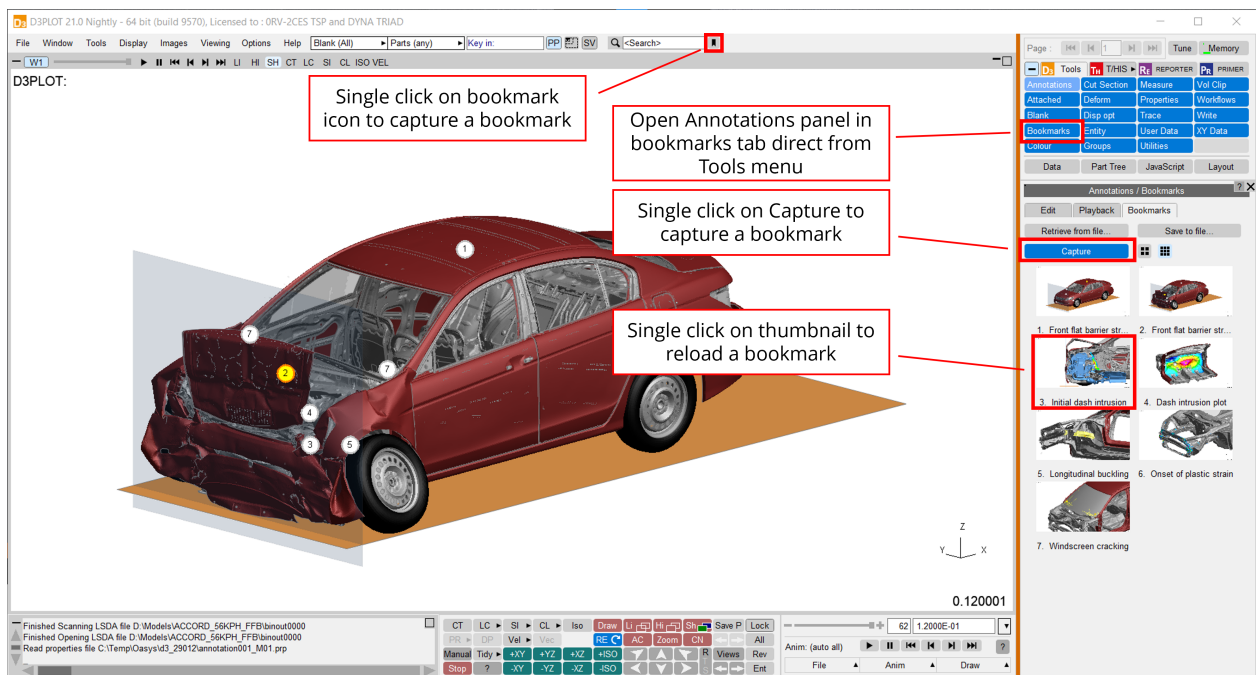 D3PLOT 21.0 Nightly - 64 bit (build 9570), Licensed to : 0RV-2CES TSP and DYNA TRIAD
File Window Tools Display Images Viewing Options Help Blank (All) Parts (any) Key in: PP SV <Search>
W1 LI HI SH CT LC SI CL ISO VEL
D3PLOT:
Single click on bookmark
icon to capture a bookmark
Open Annotations panel in
bookmarks tab direct from
Tools menu
Single click on Capture to
capture a bookmark
Single click on thumbnail to
reload a bookmark
1
7
2
7
4
3
5
Z
Y X
0.120001
Page : 1 Tune Memory
D3 Tools TH T/HIS RE REPORTER PR PRIMER
Annotations Cut Section Measure Vol Clip
Attached Deform Properties Workflows
Blank Disp opt Trace Write
Bookmarks Entity User Data XY Data
Colour Groups Utilities
Data Part Tree JavaScript Layout
Annotations / Bookmarks ? X
Edit Playback Bookmarks
Retrieve from file... Save to file...
Capture
1. Front flat barrier str... 2. Front flat barrier str...
3. Initial dash intrusion 4. Dash intrusion plot
5. Longitudinal buckling 6. Onset of plastic strain
7. Windscreen cracking
Finished Scanning LSDA file D:\Models\ACCORD_56KPH_FFB\binout0000
Finished Opening LSDA file D:\Models\ACCORD_56KPH_FFB\binout0000
Read properties file C:\Temp\Oasys\d3_29012\annotation001_M01.prp
CT LC SI CL Iso Draw Li Hi Sh Save P Lock
PR DP Vel Vec RE AC Zoom CN All
Manual Tidy +XY +YZ +XZ +ISO R Views Rev
Stop ? -XY -YZ -XZ -ISO Ent
62 1.2000E-01
Anim: (auto all) ?
File Anim Draw